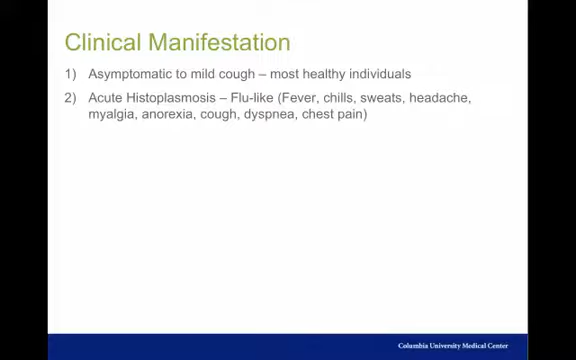 Clinical Manifestation
1) Asymptomatic to mild cough – most healthy individuals
2) Acute Histoplasmosis – Flu-like (Fever, chills, sweats, headache,
myalgia, anorexia, cough, dyspnea, chest pain)
Columbia University Medical Center